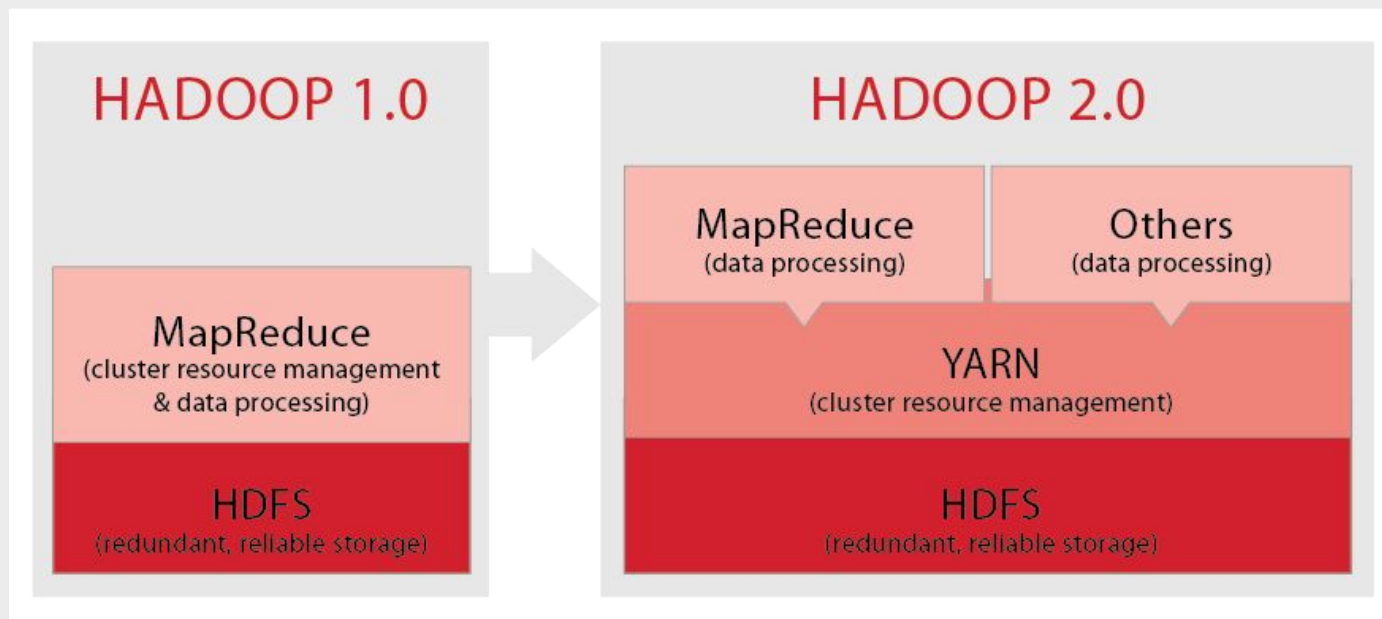 HADOOP 1.0
MapReduce
(cluster resource management
& data processing)
HDFS
(redundant, reliable storage)
HADOOP 2.0
MapReduce
(data processing)
Others
(data processing)
YARN
(cluster resource management)
HDFS
(redundant, reliable storage)